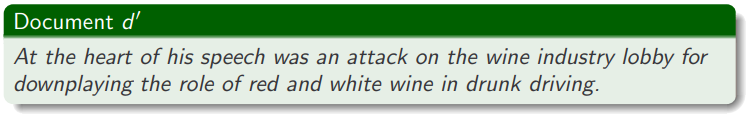 Document d′
At the heart of his speech was an attack on the wine industry lobby for
downplaying the role of red and white wine in drunk driving.